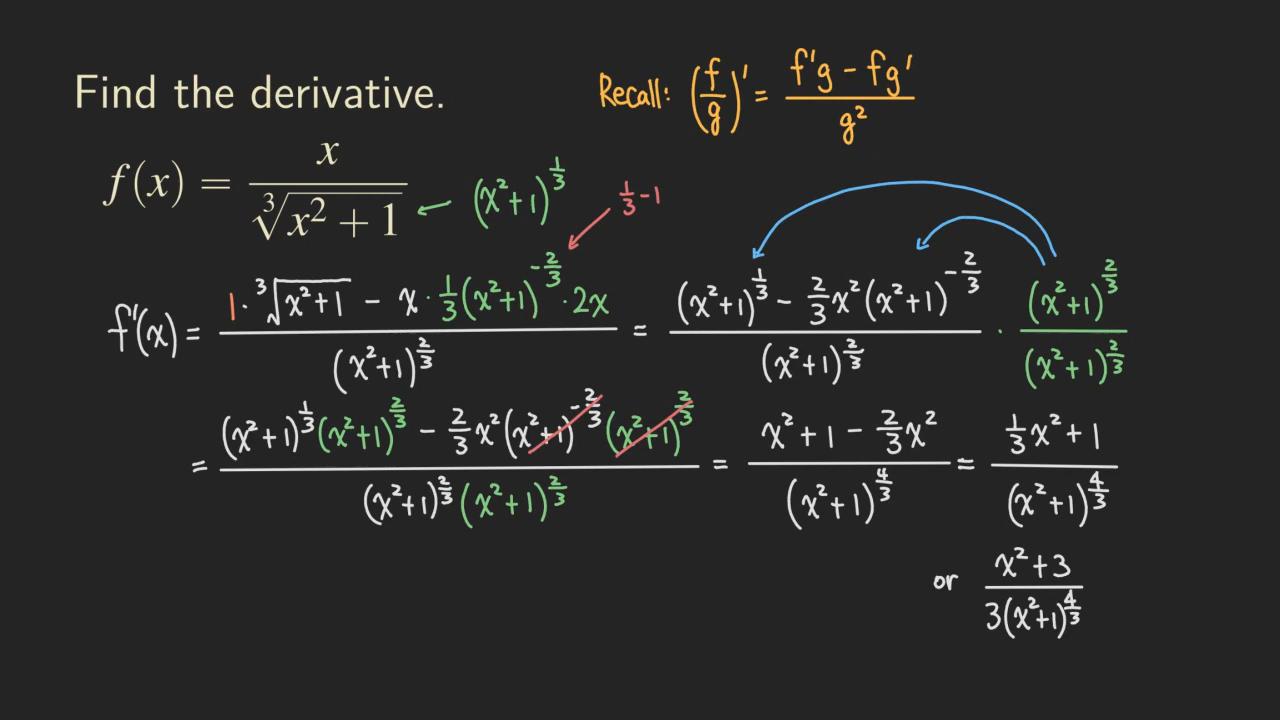 Find the derivative.
Recall: (f/g)' = (f'g - fg')/g²
f(x) = x/∛(x² + 1) ← (x²+1)^(1/3)
1/3 - 1
f'(x) = (1·∛(x²+1) - x·1/3(x²+1)^(-2/3)·2x)/(x²+1)^(2/3) = ((x²+1)^(1/3) - 2/3x²(x²+1)^(-2/3))/(x²+1)^(2/3) · (x²+1)^(2/3)/(x²+1)^(2/3)
= ((x²+1)^(1/3)(x²+1)^(2/3) - 2/3x²(x²+1)^(-2/3)(x²+1)^(2/3))/((x²+1)^(2/3)(x²+1)^(2/3)) = (x²+1 - 2/3x²)/(x²+1)^(4/3) = (1/3x²+1)/(x²+1)^(4/3)
or (x²+3)/(3(x²+1)^(4/3))